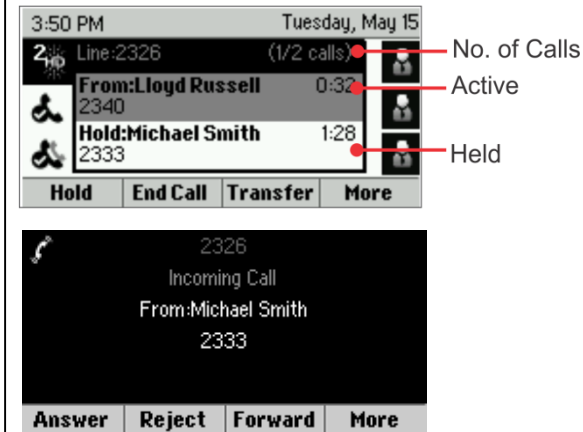 3:50 PM Tuesday, May 15
2HD Line:2326 (1/2 calls) No. of Calls
From:Lloyd Russell 0:32 Active
2340
Hold:Michael Smith 1:28 Held
2333
Hold End Call Transfer More
2326
Incoming Call
From:Michael Smith
2333
Answer Reject Forward More